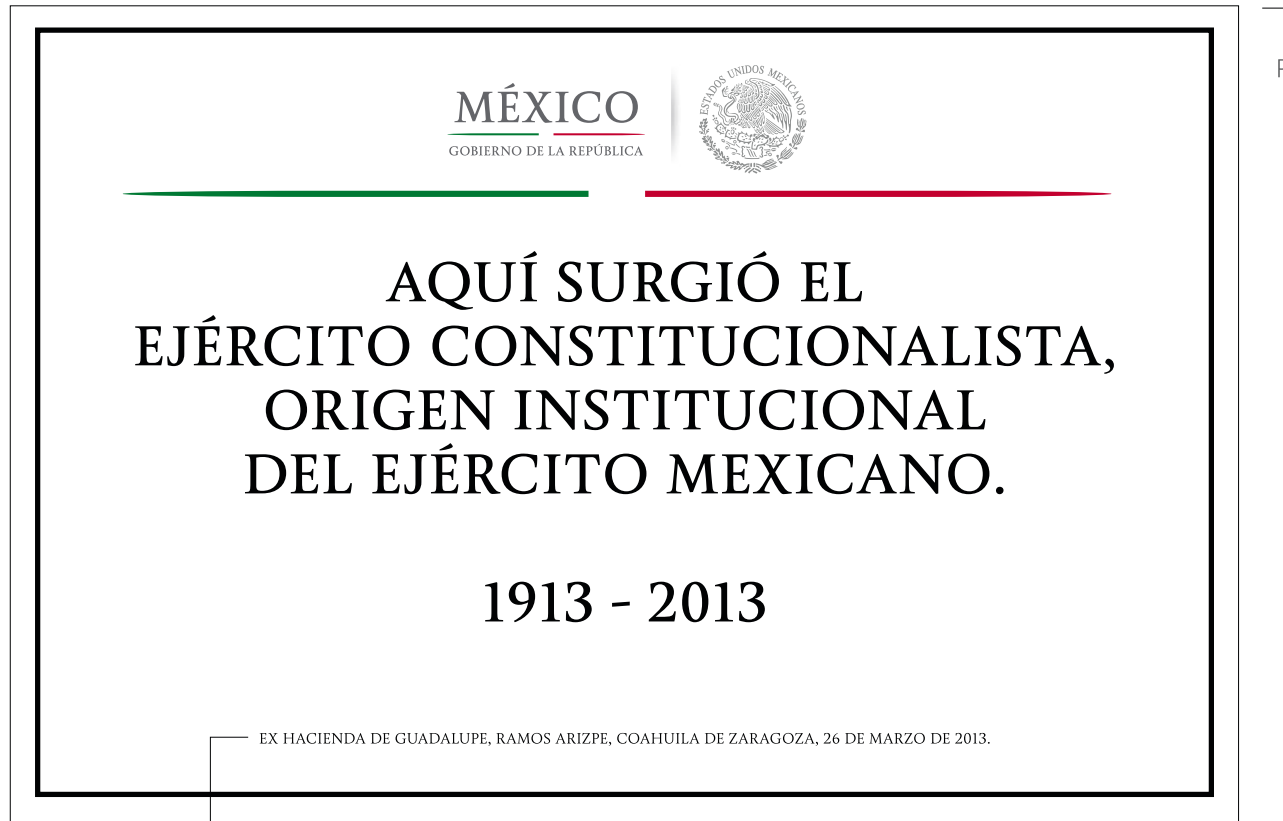 MÉXICO
GOBIERNO DE LA REPÚBLICA
ESTADOS UNIDOS MEXICANOS
AQUÍ SURGIÓ EL
EJÉRCITO CONSTITUCIONALISTA,
ORIGEN INSTITUCIONAL
DEL EJÉRCITO MEXICANO.
1913 - 2013
EX HACIENDA DE GUADALUPE, RAMOS ARIZPE, COAHUILA DE ZARAGOZA, 26 DE MARZO DE 2013.